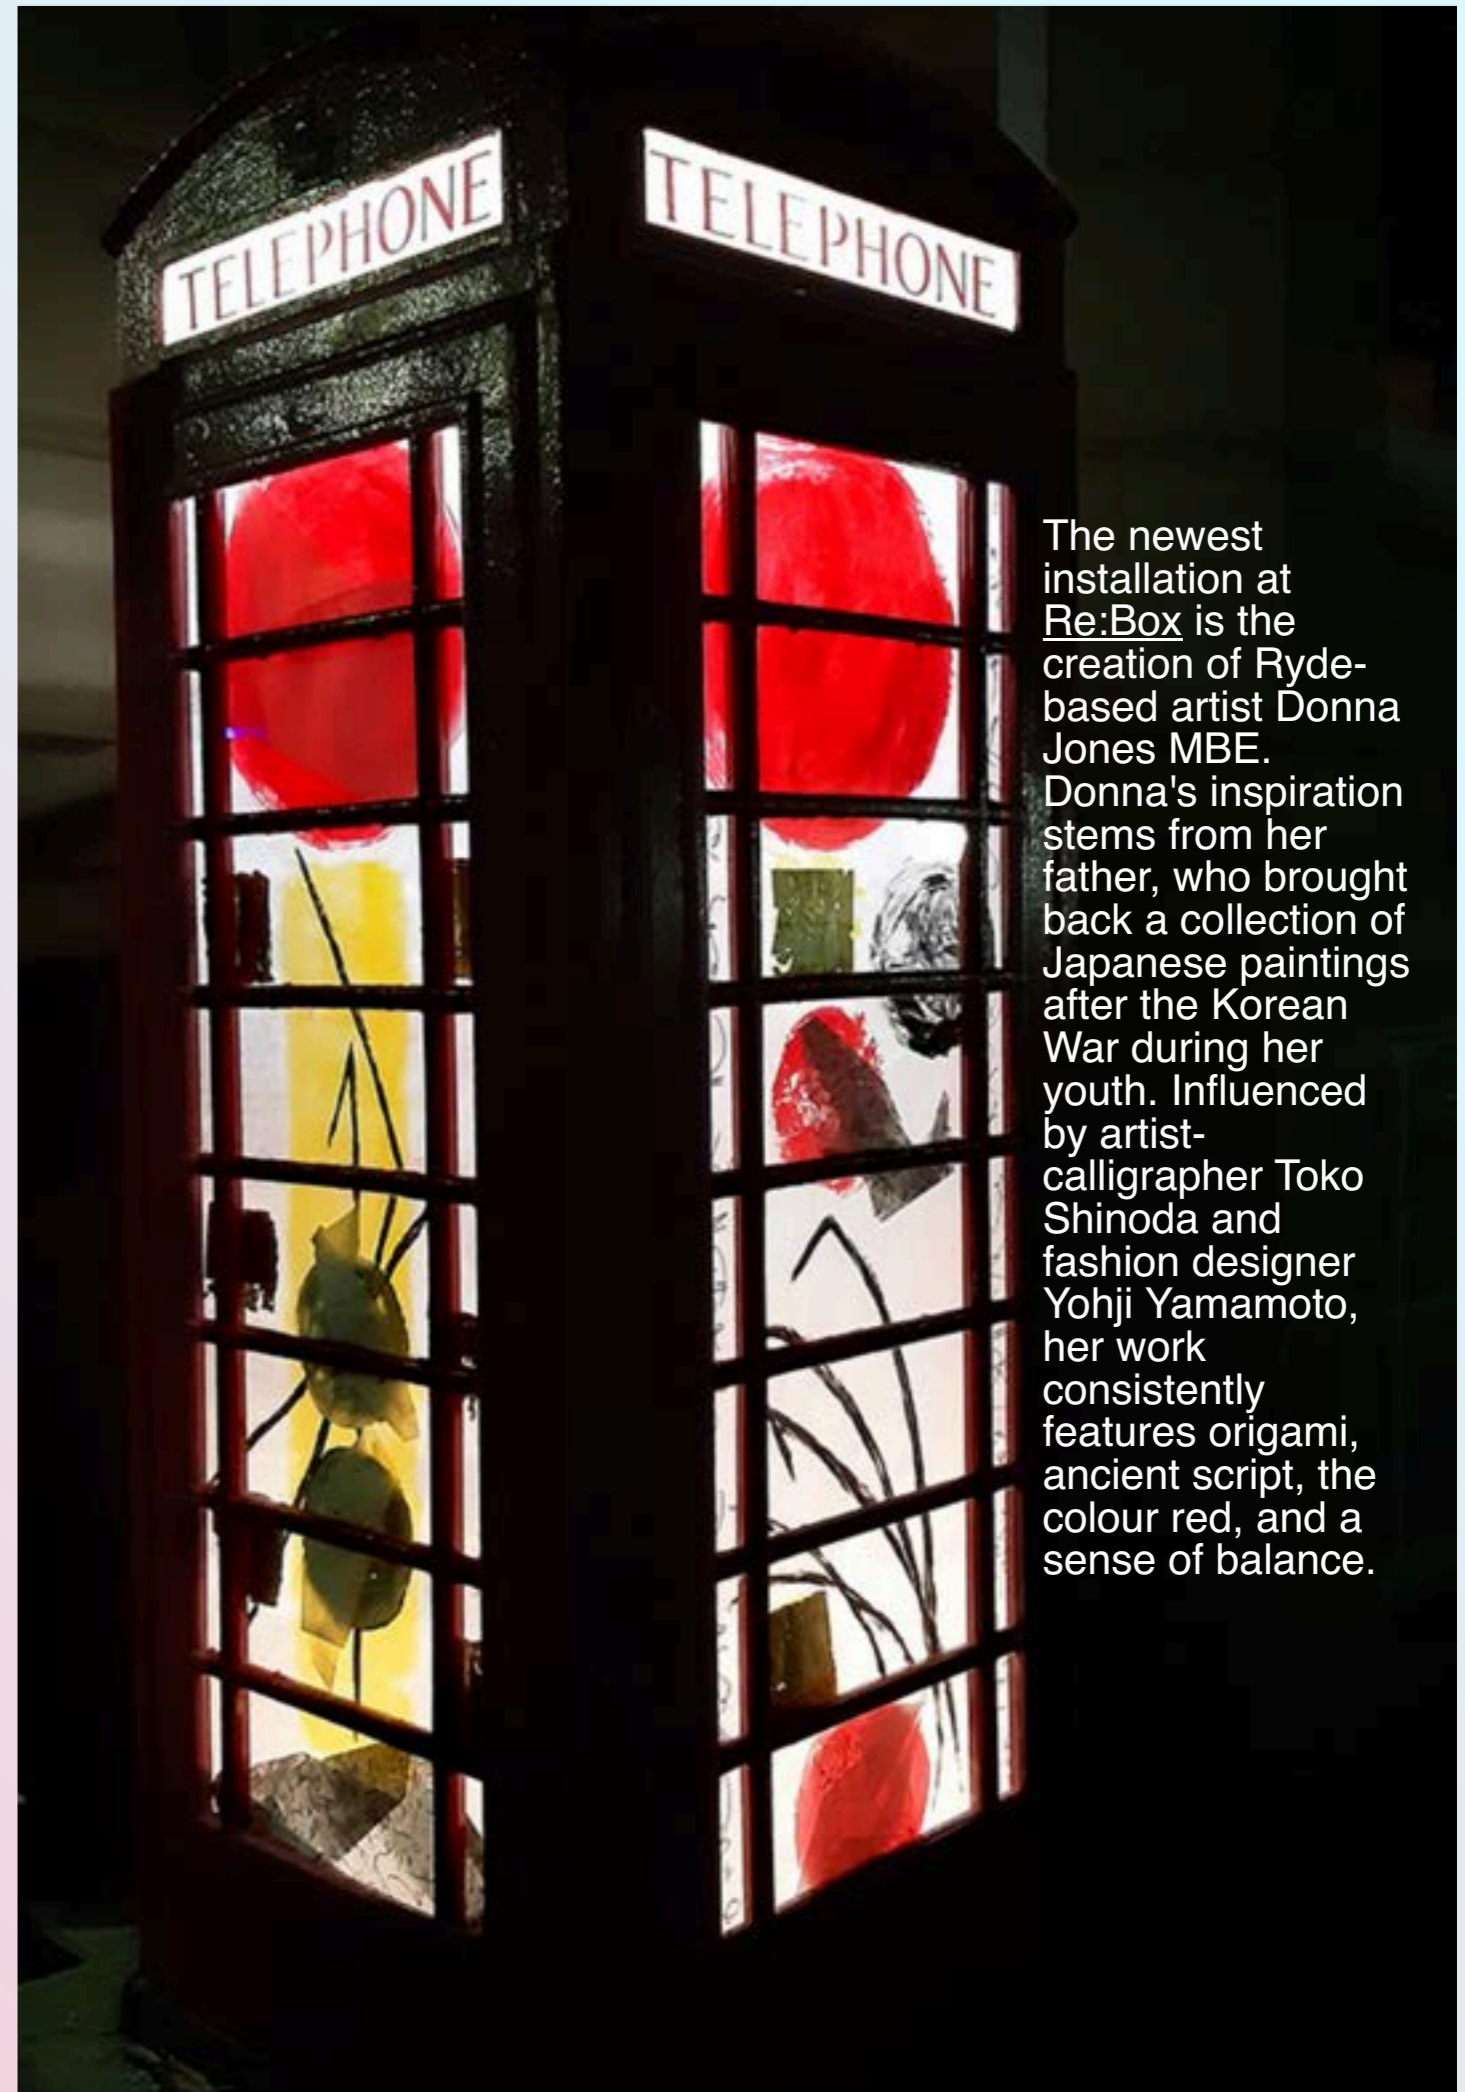 TELEPHONE
TELEPHONE
The newest
installation at
Re:Box is the
creation of Ryde-
based artist Donna
Jones MBE.
Donna's inspiration
stems from her
father, who brought
back a collection of
Japanese paintings
after the Korean
War during her
youth. Influenced
by artist-
calligrapher Toko
Shinoda and
fashion designer
Yohji Yamamoto,
her work
consistently
features origami,
ancient script, the
colour red, and a
sense of balance.